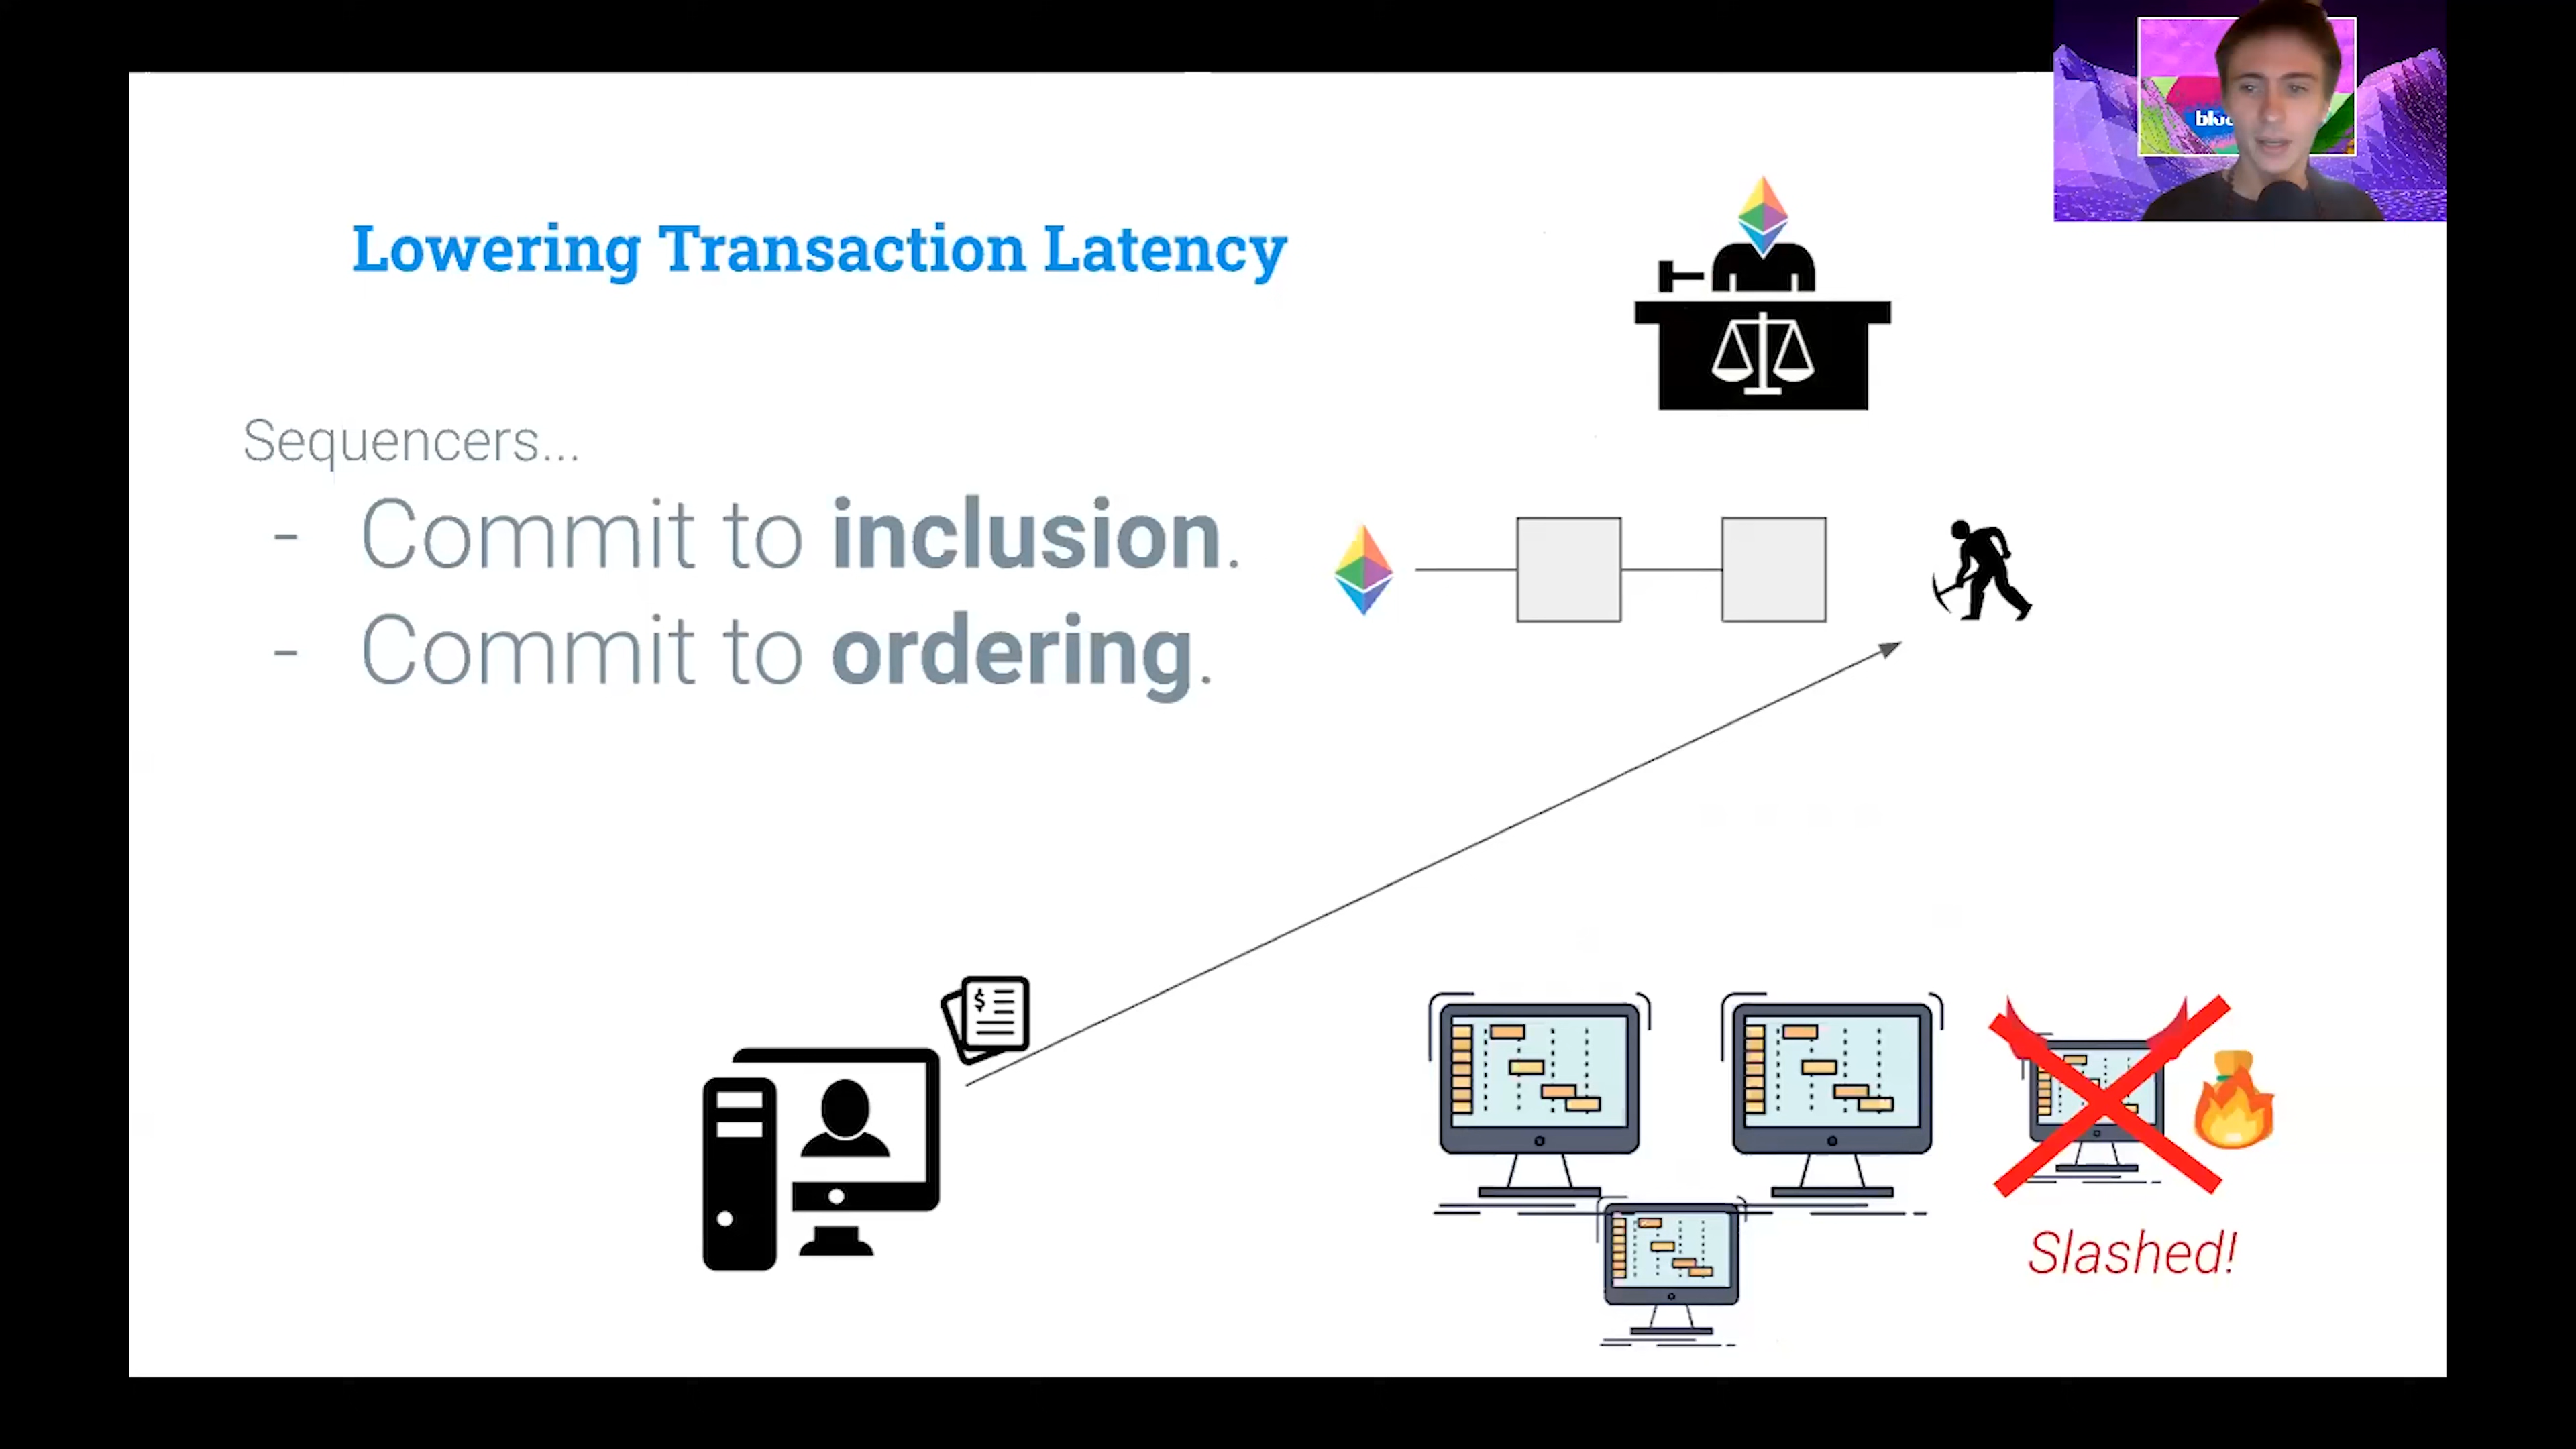 Lowering Transaction Latency
Sequencers...
- Commit to inclusion.
- Commit to ordering.
$
Slashed!